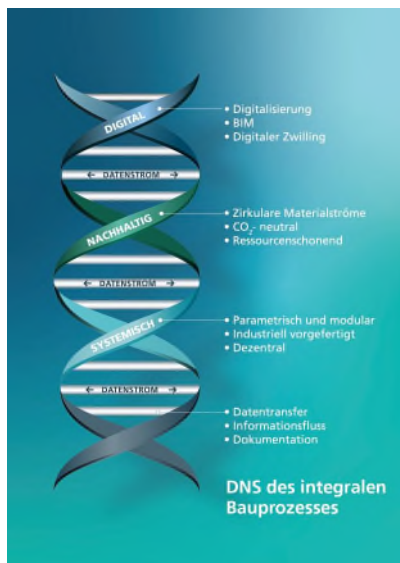 DIGITAL
• Digitalisierung
• BIM
• Digitaler Zwilling
← DATENSTROM →
NACHHALTIG
• Zirkulare Materialströme
• CO₂- neutral
• Ressourcenschonend
← DATENSTROM →
SYSTEMISCH
• Parametrisch und modular
• Industriell vorgefertigt
• Dezentral
← DATENSTROM →
• Datentransfer
• Informationsfluss
• Dokumentation
DNS des integralen
Bauprozesses